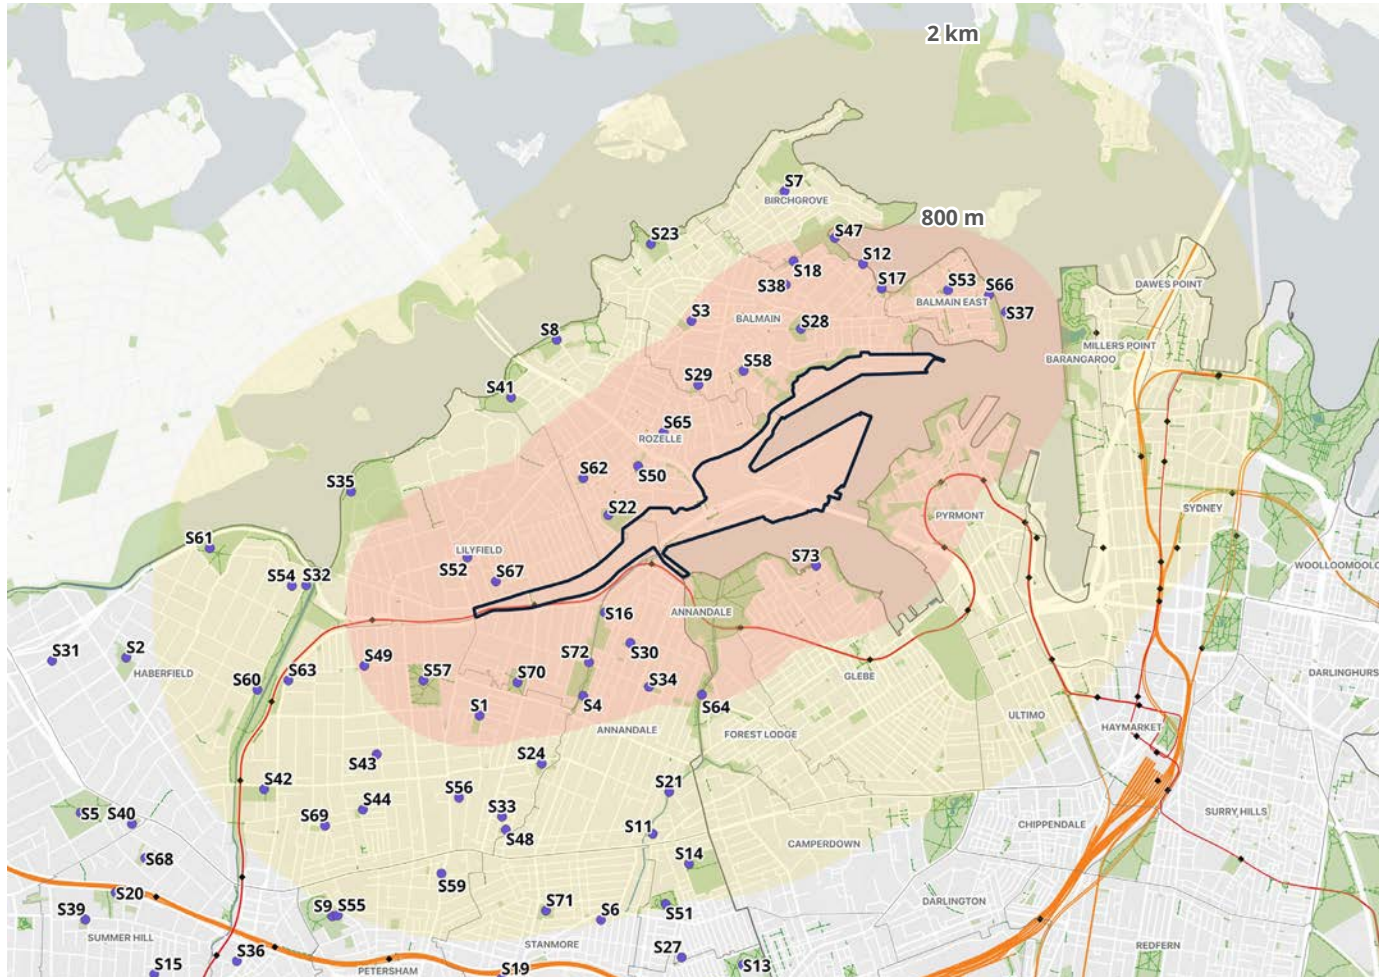 2 km
S7
BIRCHGROVE
800 m
S47
S23
S12
S18
S17
S53
S38
S66
BALMAIN EAST
DAWES POINT
S3
BALMAIN
S28
S37
S8
MILLERS POINT
BARANGAROO
S58
S29
S41
S65
ROZELLE
S62
S50
S35
S22
PYRMONT
SYDNEY
S61
LILYFIELD
S52
S67
S73
S54
S32
S16
ANNANDALE
S31
S2
HABERFIELD
S49
S63
S60
S57
S70
S72
S30
S34
S1
S4
S64
GLEBE
DARLINGHURS
ULTIMO
HAYMARKET
ANNANDALE
FOREST LODGE
S43
S24
S42
S56
S21
S44
S69
S33
S48
S11
S5
S40
SURRY HILLS
CHIPPENDALE
CAMPERDOWN
S68
S14
S59
S20
S39
S9
S55
S71
S6
S51
DARLINGTON
SUMMER HILL
STANMORE
REDFERN
S36
S27
S15
PETERSHAM
S19
S13